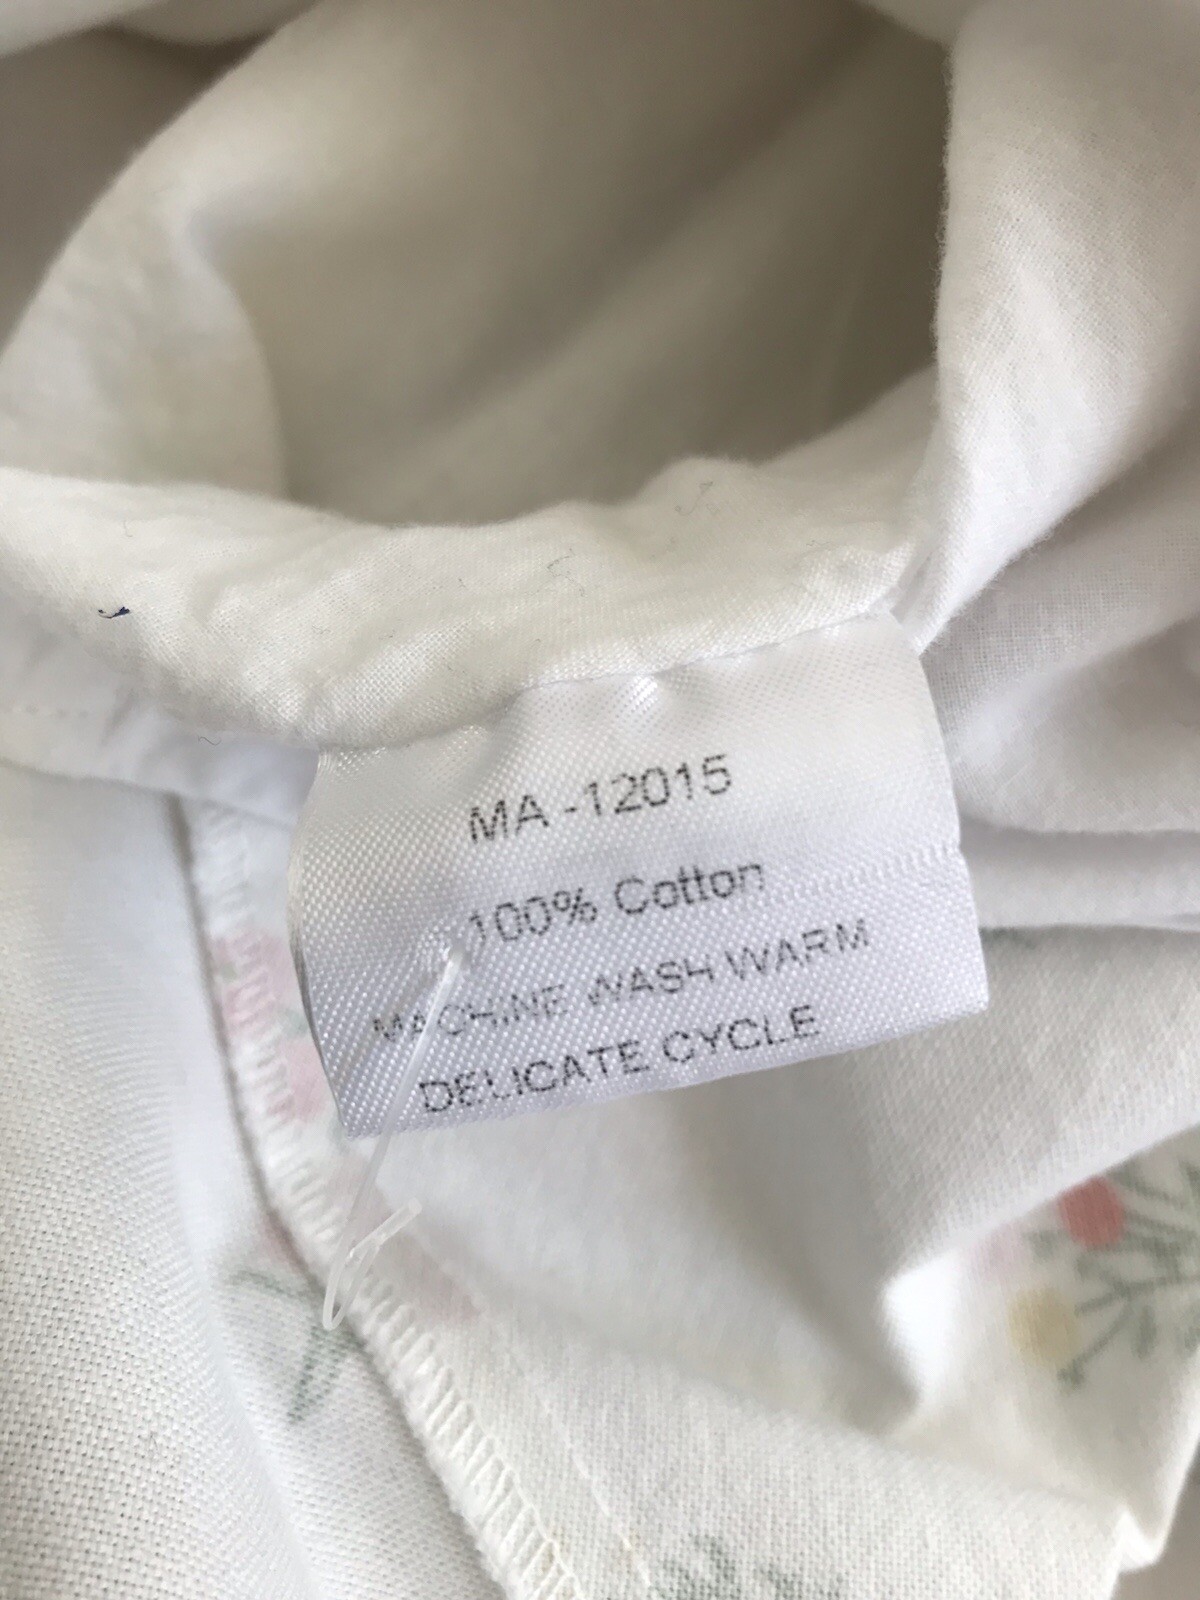 MA -12015
100% Cotton
MACHINE WASH WARM
DELICATE CYCLE